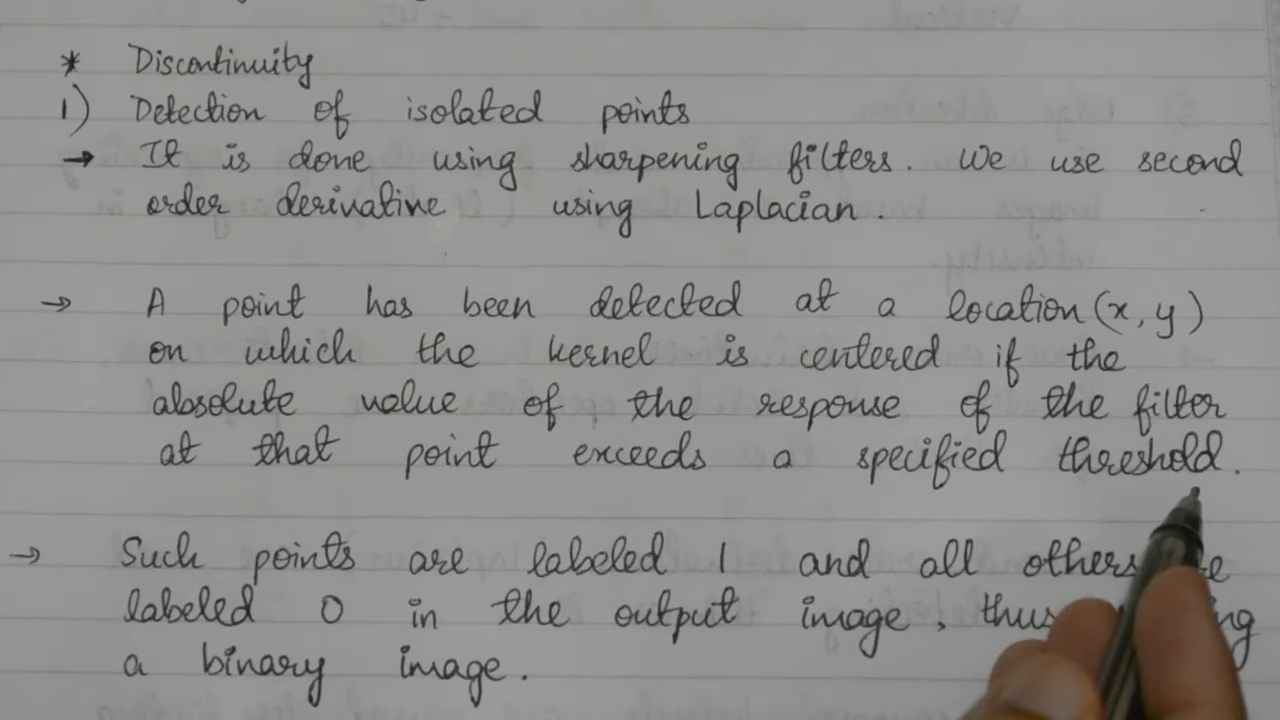 * Discontinuity
1) Detection of isolated points
→ It is done using sharpening filters. We use second
order derivative using Laplacian.
→ A point has been detected at a location (x, y)
on which the kernel is centered if the
absolute value of the response of the filter
at that point exceeds a specified threshold.
→ Such points are labeled 1 and all others
labeled 0 in the output image, thus
a binary image.